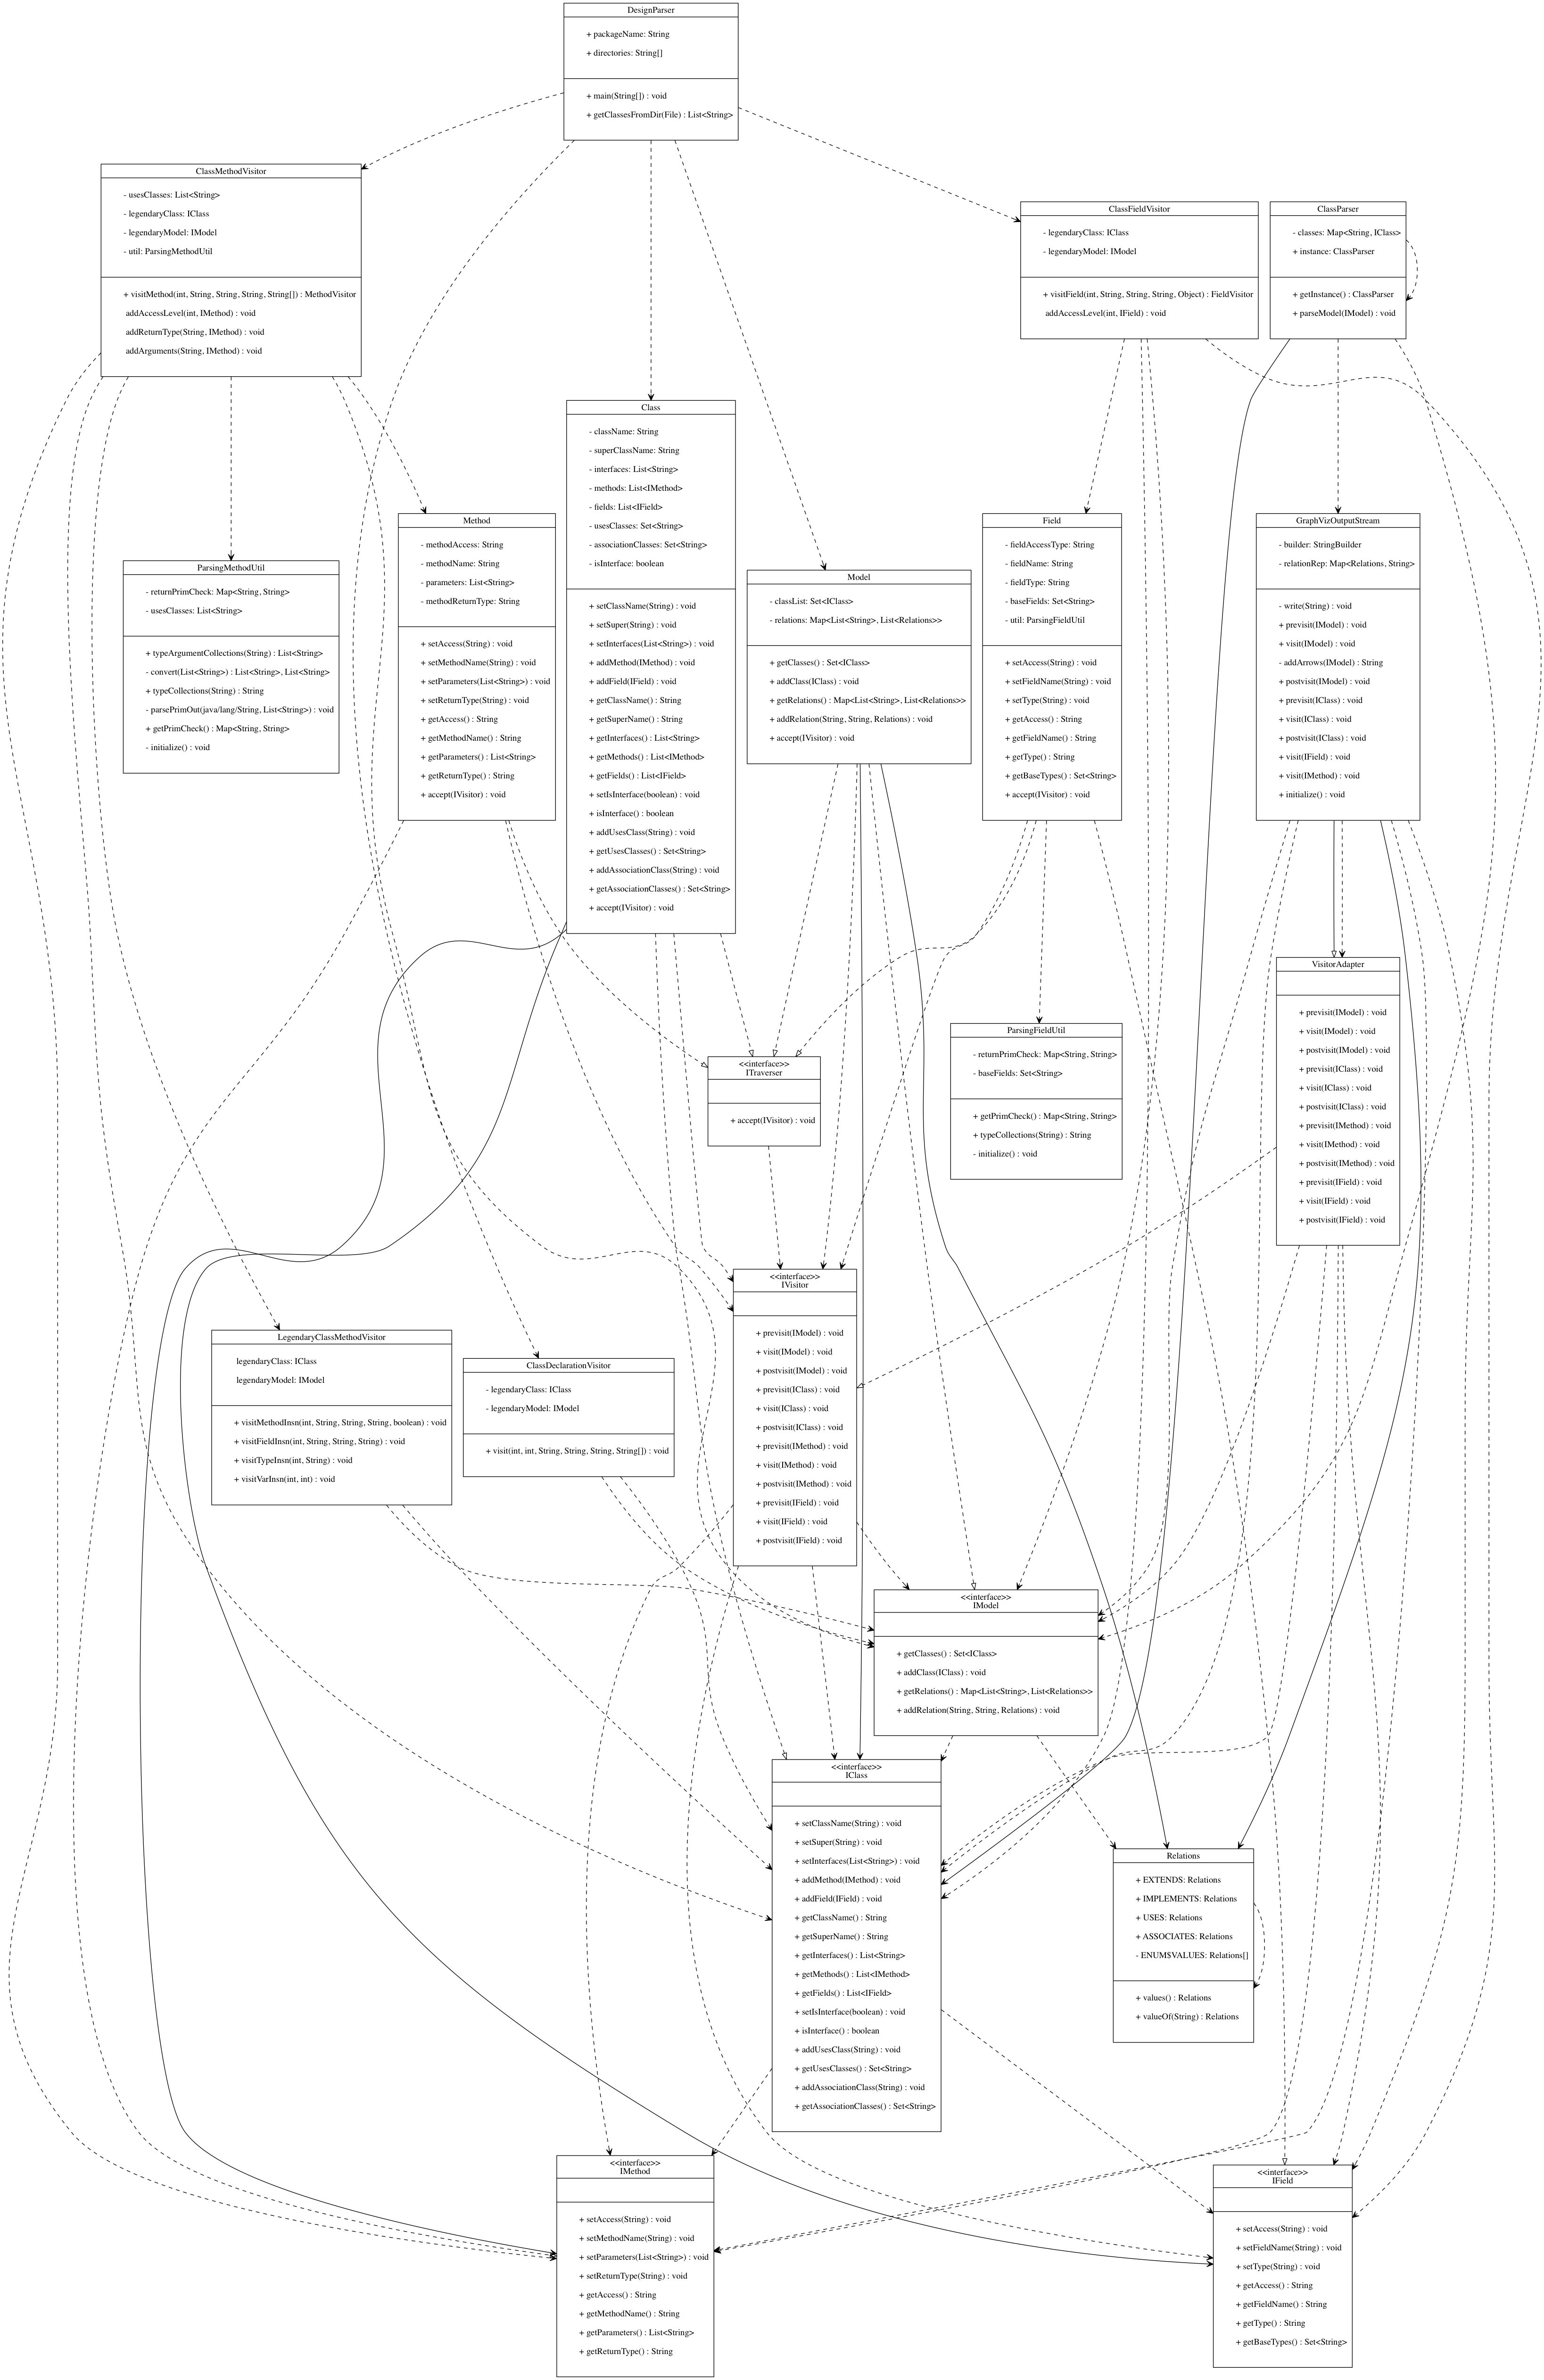 DesignParser
+ packageName: String
+ directories: String[]
+ main(String[]) : void
+ getClassesFromDir(File) : List<String>
ClassMethodVisitor
- usesClasses: List<String>
- legendaryClass: IClass
- legendaryModel: IModel
- util: ParsingMethodUtil
+ visitMethod(int, String, String, String, String[]) : MethodVisitor
addAccessLevel(int, IMethod) : void
addReturnType(String, IMethod) : void
addArguments(String, IMethod) : void
ClassFieldVisitor
- legendaryClass: IClass
- legendaryModel: IModel
+ visitField(int, String, String, String, Object) : FieldVisitor
addAccessLevel(int, IField) : void
ClassParser
- classes: Map<String, IClass>
+ instance: ClassParser
+ getInstance() : ClassParser
+ parseModel(IModel) : void
Class
- className: String
- superClassName: String
- interfaces: List<String>
- methods: List<IMethod>
- fields: List<IField>
- usesClasses: Set<String>
- associationClasses: Set<String>
- isInterface: boolean
+ setClassName(String) : void
+ setSuper(String) : void
+ setInterfaces(List<String>) : void
+ addMethod(IMethod) : void
+ addField(IField) : void
+ getClassName() : String
+ getSuperName() : String
+ getInterfaces() : List<String>
+ getMethods() : List<IMethod>
+ getFields() : List<IField>
+ setIsInterface(boolean) : void
+ isInterface() : boolean
+ addUsesClass(String) : void
+ getUsesClasses() : Set<String>
+ addAssociationClass(String) : void
+ getAssociationClasses() : Set<String>
+ accept(IVisitor) : void
Method
- methodAccess: String
- methodName: String
- parameters: List<String>
- methodReturnType: String
+ setAccess(String) : void
+ setMethodName(String) : void
+ setParameters(List<String>) : void
+ setReturnType(String) : void
+ getAccess() : String
+ getMethodName() : String
+ getParameters() : List<String>
+ getReturnType() : String
+ accept(IVisitor) : void
Field
- fieldAccessType: String
- fieldName: String
- fieldType: String
- baseFields: Set<String>
- util: ParsingFieldUtil
+ setAccess(String) : void
+ setFieldName(String) : void
+ setType(String) : void
+ getAccess() : String
+ getFieldName() : String
+ getType() : String
+ getBaseTypes() : Set<String>
+ accept(IVisitor) : void
GraphVizOutputStream
- builder: StringBuilder
- relationRep: Map<Relations, String>
- write(String) : void
+ previsit(IModel) : void
+ visit(IModel) : void
- addArrows(IModel) : String
+ postvisit(IModel) : void
+ previsit(IClass) : void
+ visit(IClass) : void
+ postvisit(IClass) : void
+ visit(IField) : void
+ visit(IMethod) : void
+ initialize() : void
ParsingMethodUtil
- returnPrimCheck: Map<String, String>
- usesClasses: List<String>
+ typeArgumentCollections(String) : List<String>
- convert(List<String>) : List<String>, List<String>
+ typeCollections(String) : String
- parsePrimOut(java/lang/String, List<String>) : void
+ getPrimCheck() : Map<String, String>
- initialize() : void
Model
- classList: Set<IClass>
- relations: Map<List<String>, List<Relations>>
+ getClasses() : Set<IClass>
+ addClass(IClass) : void
+ getRelations() : Map<List<String>, List<Relations>>
+ addRelation(String, String, Relations) : void
+ accept(IVisitor) : void
VisitorAdapter
+ previsit(IModel) : void
+ visit(IModel) : void
+ postvisit(IModel) : void
+ previsit(IClass) : void
+ visit(IClass) : void
+ postvisit(IClass) : void
+ previsit(IMethod) : void
+ visit(IMethod) : void
+ postvisit(IMethod) : void
+ previsit(IField) : void
+ visit(IField) : void
+ postvisit(IField) : void
ParsingFieldUtil
- returnPrimCheck: Map<String, String>
- baseFields: Set<String>
+ getPrimCheck() : Map<String, String>
+ typeCollections(String) : String
- initialize() : void
<<interface>>
ITraverser
+ accept(IVisitor) : void
<<interface>>
IVisitor
+ previsit(IModel) : void
+ visit(IModel) : void
+ postvisit(IModel) : void
+ previsit(IClass) : void
+ visit(IClass) : void
+ postvisit(IClass) : void
+ previsit(IMethod) : void
+ visit(IMethod) : void
+ postvisit(IMethod) : void
+ previsit(IField) : void
+ visit(IField) : void
+ postvisit(IField) : void
LegendaryClassMethodVisitor
legendaryClass: IClass
legendaryModel: IModel
+ visitMethodInsn(int, String, String, String, boolean) : void
+ visitFieldInsn(int, String, String, String) : void
+ visitTypeInsn(int, String) : void
+ visitVarInsn(int, int) : void
ClassDeclarationVisitor
- legendaryClass: IClass
- legendaryModel: IModel
+ visit(int, int, String, String, String, String[]) : void
<<interface>>
IModel
+ getClasses() : Set<IClass>
+ addClass(IClass) : void
+ getRelations() : Map<List<String>, List<Relations>>
+ addRelation(String, String, Relations) : void
<<interface>>
IClass
+ setClassName(String) : void
+ setSuper(String) : void
+ setInterfaces(List<String>) : void
+ addMethod(IMethod) : void
+ addField(IField) : void
+ getClassName() : String
+ getSuperName() : String
+ getInterfaces() : List<String>
+ getMethods() : List<IMethod>
+ getFields() : List<IField>
+ setIsInterface(boolean) : void
+ isInterface() : boolean
+ addUsesClass(String) : void
+ getUsesClasses() : Set<String>
+ addAssociationClass(String) : void
+ getAssociationClasses() : Set<String>
Relations
+ EXTENDS: Relations
+ IMPLEMENTS: Relations
+ USES: Relations
+ ASSOCIATES: Relations
- ENUM$VALUES: Relations[]
+ values() : Relations
+ valueOf(String) : Relations
<<interface>>
IMethod
+ setAccess(String) : void
+ setMethodName(String) : void
+ setParameters(List<String>) : void
+ setReturnType(String) : void
+ getAccess() : String
+ getMethodName() : String
+ getParameters() : List<String>
+ getReturnType() : String
<<interface>>
IField
+ setAccess(String) : void
+ setFieldName(String) : void
+ setType(String) : void
+ getAccess() : String
+ getFieldName() : String
+ getType() : String
+ getBaseTypes() : Set<String>